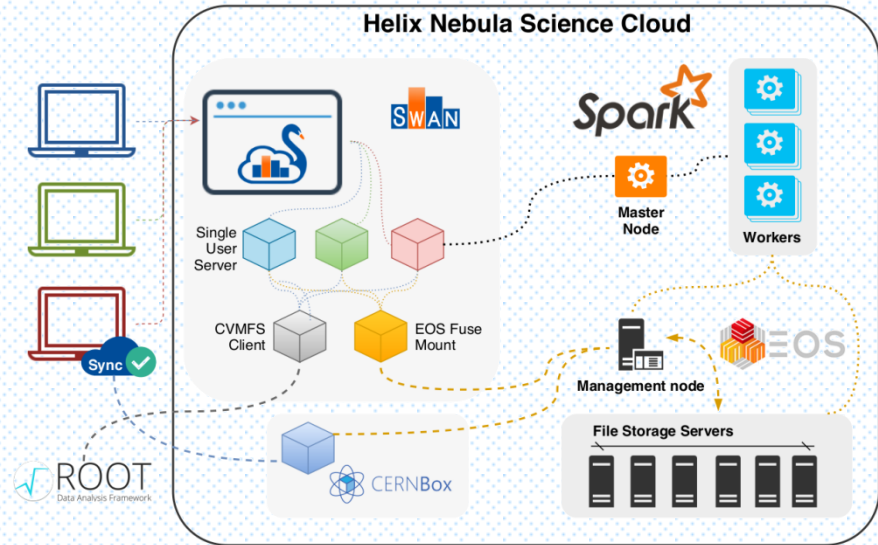 Helix Nebula Science Cloud
SWAN
Spark
Single
User
Server
Master
Node
Workers
CVMFS
Client
EOS Fuse
Mount
Sync
EOS
Management node
File Storage Servers
ROOT
Data Analysis Framework
CERNBox